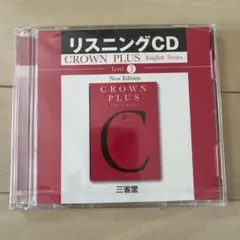 リスニングCD
CROWN PLUS English Series
Level 3
New Edition
CROWN
PLUS
C
三省堂